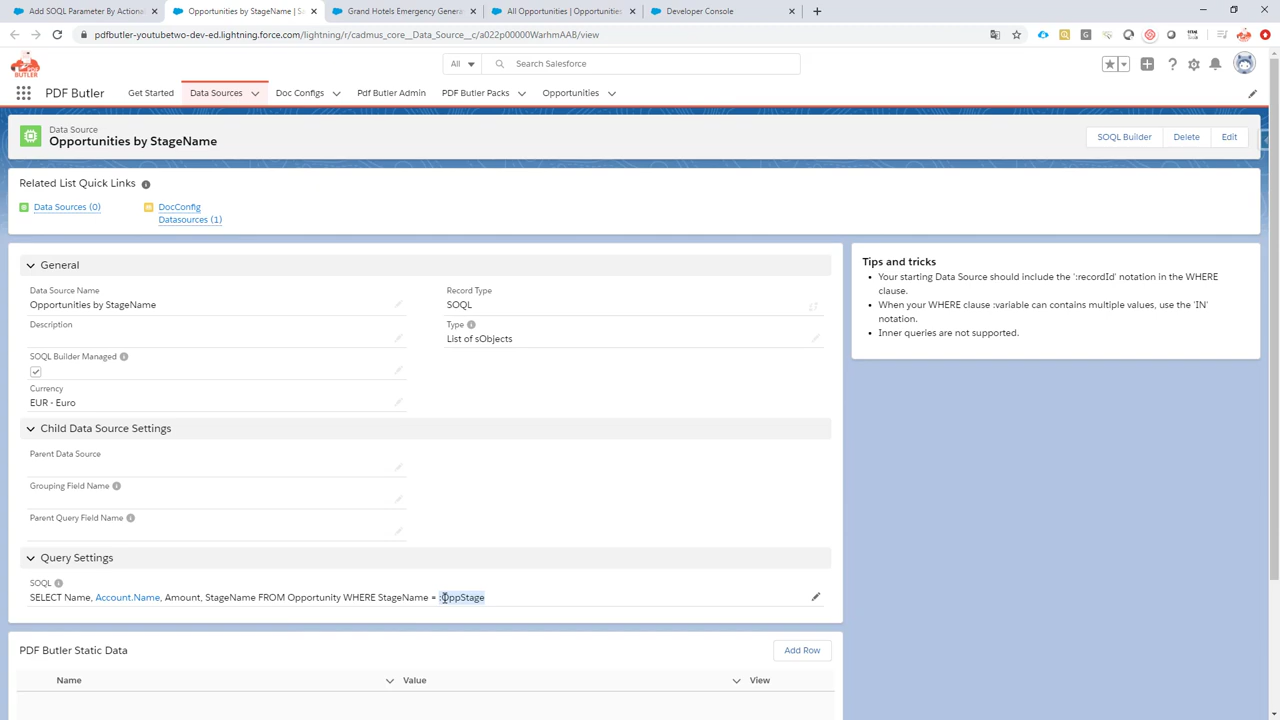 Add SOQL Parameter By Actional
Opportunities by StageName | S
Grand Hotels Emergency Gener
All Opportunities | Opportunities
Developer Console
pdfbutler-youtubetwo-dev-ed.lightning.force.com/lightning/r/cadmus_core__Data_Source__c/a022p00000WarhmAAB/view
BUTLER
All
Search Salesforce
PDF Butler
Get Started
Data Sources
Doc Configs
Pdf Butler Admin
PDF Butler Packs
Opportunities
Data Source
Opportunities by StageName
SOQL Builder
Delete
Edit
Related List Quick Links
Data Sources (0)
DocConfig
Datasources (1)
General
Data Source Name
Opportunities by StageName
Record Type
SOQL
Description
Type
List of sObjects
SOQL Builder Managed
Currency
EUR - Euro
Child Data Source Settings
Parent Data Source
Grouping Field Name
Parent Query Field Name
Query Settings
SOQL
SELECT Name, Account.Name, Amount, StageName FROM Opportunity WHERE StageName = :OppStage
PDF Butler Static Data
Add Row
Name
Value
View
Tips and tricks
• Your starting Data Source should include the ':recordId' notation in the WHERE
clause.
• When your WHERE clause :variable can contains multiple values, use the 'IN'
notation.
• Inner queries are not supported.